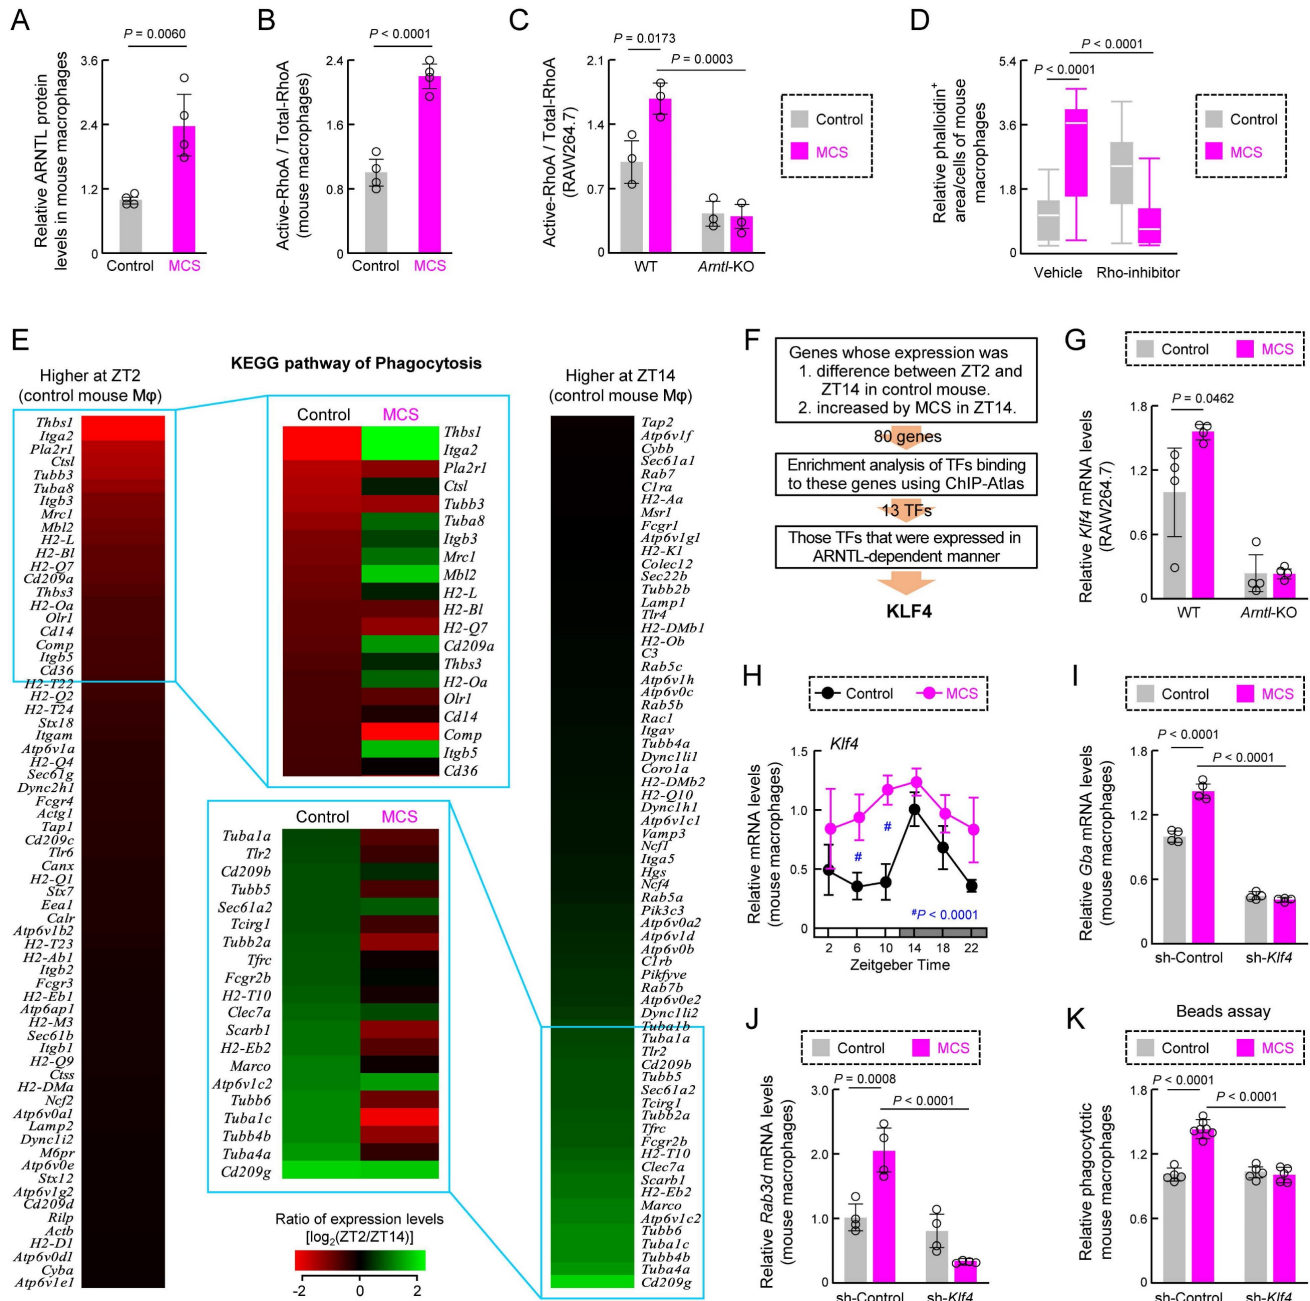 A
P = 0.0060
Relative ARNTL protein
levels in mouse macrophages
3.6
2.4
1.2
0
Control
MCS
B
P < 0.0001
Active-RhoA / Total-RhoA
(mouse macrophages)
2.4
1.6
0.8
0
Control
MCS
C
P = 0.0173
P = 0.0003
Active-RhoA / Total-RhoA
(RAW264.7)
2.1
1.4
0.7
0
WT
Arntl-KO
Control
MCS
D
P < 0.0001
P < 0.0001
Relative phalloidin+
area/cells of mouse
macrophages
5.4
3.6
1.8
0
Vehicle
Rho-inhibitor
Control
MCS
E
KEGG pathway of Phagocytosis
Higher at ZT2
(control mouse Mφ)
Thbs1
Itga2
Pla2r1
Ctsl
Tubb3
Tuba8
Itgb3
Mrc1
Mbl2
H2-L
H2-Bl
H2-Q7
Cd209a
Thbs3
H2-Oa
Olr1
Cd14
Comp
Itgb5
Cd36
H2-T22
H2-Q2
H2-T24
Stx18
Itgam
Atp6v1a
H2-Q4
Sec61g
Dync2h1
Fcgr4
Actg1
Tap1
Cd209c
Tlr6
Canx
H2-Q1
Stx7
Eea1
Calr
Atp6v1b2
H2-T23
H2-Ab1
Itgb2
Fcgr3
H2-Eb1
Atp6ap1
H2-M3
Sec61b
Itgb1
H2-Q9
Ctss
H2-DMa
Ncf2
Atp6v0a1
Lamp2
Dync1i2
M6pr
Atp6v0e
Stx12
Atp6v1g2
Cd209d
Rilp
Actb
H2-D1
Atp6v0d1
Cyba
Atp6v1e1
Control
MCS
Thbs1
Itga2
Pla2r1
Ctsl
Tubb3
Tuba8
Itgb3
Mrc1
Mbl2
H2-L
H2-Bl
H2-Q7
Cd209a
Thbs3
H2-Oa
Olr1
Cd14
Comp
Itgb5
Cd36
Control
MCS
Tuba1a
Tlr2
Cd209b
Tubb5
Sec61a2
Tcirg1
Tubb2a
Tfrc
Fcgr2b
H2-T10
Clec7a
Scarb1
H2-Eb2
Marco
Atp6v1c2
Tubb6
Tuba1c
Tubb4b
Tuba4a
Cd209g
Ratio of expression levels
[log2(ZT2/ZT14)]
-2
0
2
Higher at ZT14
(control mouse Mφ)
Tap2
Atp6v1f
Cybb
Sec61a1
Rab7
C1ra
H2-Aa
Msr1
Fcgr1
Atp6v1g1
H2-K1
Colec12
Sec22b
Tubb2b
Lamp1
Tlr4
H2-DMb1
H2-Ob
C3
Rab5c
Atp6v1h
Atp6v0c
Rab5b
Rac1
Itgav
Tubb4a
Dync1li1
Coro1a
H2-DMb2
H2-Q10
Dync1h1
Atp6v1c1
Vamp3
Ncf1
Itga5
Hgs
Ncf4
Rab5a
Pik3c3
Atp6v0a2
Atp6v1d
Atp6v0b
C1rb
Pikfyve
Rab7b
Atp6v0e2
Dync1li2
Tuba1b
Tuba1a
Tlr2
Cd209b
Tubb5
Sec61a2
Tcirg1
Tubb2a
Tfrc
Fcgr2b
H2-T10
Clec7a
Scarb1
H2-Eb2
Marco
Atp6v1c2
Tubb6
Tuba1c
Tubb4b
Tuba4a
Cd209g
F
Genes whose expression was
1. difference between ZT2 and
ZT14 in control mouse.
2. increased by MCS in ZT14.
80 genes
Enrichment analysis of TFs binding
to these genes using ChIP-Atlas
13 TFs
Those TFs that were expressed in
ARNTL-dependent manner
KLF4
G
Control
MCS
P = 0.0462
Relative Klf4 mRNA levels
(RAW264.7)
1.8
1.2
0.6
0
WT
Arntl-KO
H
Control
MCS
Klf4
Relative mRNA levels
(mouse macrophages)
1.5
1.0
0.5
0
#
#
#P < 0.0001
2
6
10
14
18
22
Zeitgeber Time
I
Control
MCS
P < 0.0001
P < 0.0001
Relative Gba mRNA levels
(mouse macrophages)
1.8
1.2
0.6
0
sh-Control
sh-Klf4
J
Control
MCS
P = 0.0008
P < 0.0001
Relative Rab3d mRNA levels
(mouse macrophages)
3.0
2.0
1.0
0
sh-Control
sh-Klf4
K
Beads assay
Control
MCS
P < 0.0001
P < 0.0001
Relative phagocytotic
mouse macrophages
1.8
1.2
0.6
0
sh-Control
sh-Klf4